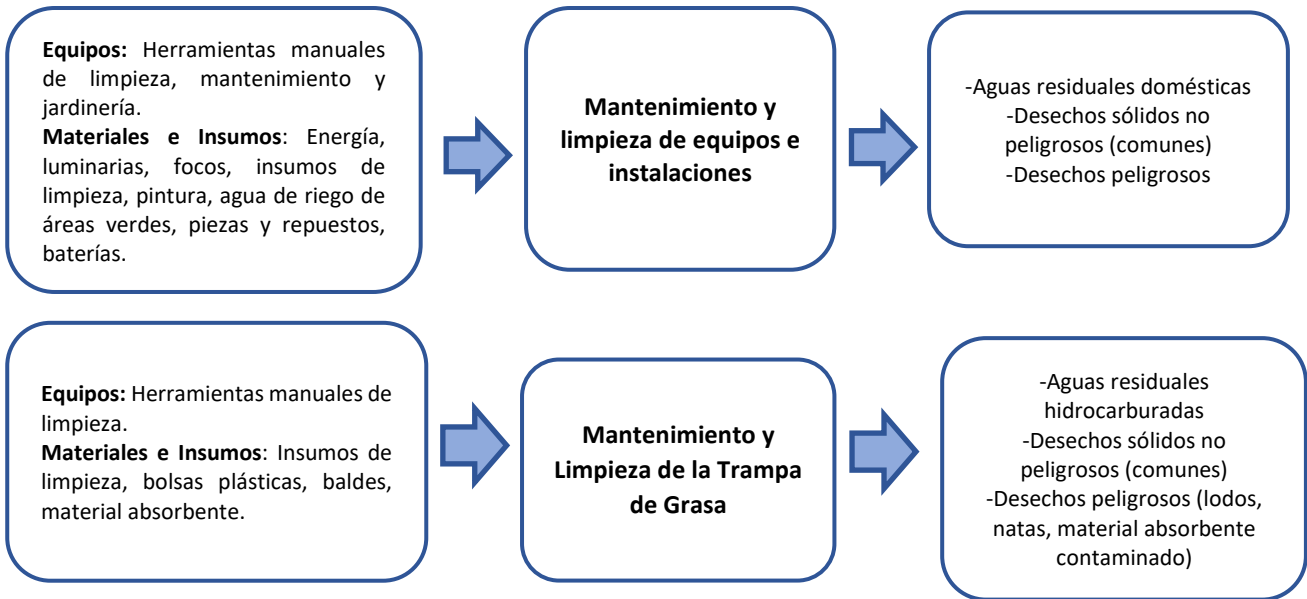 Equipos: Herramientas manuales
de limpieza, mantenimiento y
jardinería.
Materiales e Insumos: Energía,
luminarias, focos, insumos de
limpieza, pintura, agua de riego de
áreas verdes, piezas y repuestos,
baterías.
Mantenimiento y
limpieza de equipos e
instalaciones
-Aguas residuales domésticas
-Desechos sólidos no
peligrosos (comunes)
-Desechos peligrosos
Equipos: Herramientas manuales de
limpieza.
Materiales e Insumos: Insumos de
limpieza, bolsas plásticas, baldes,
material absorbente.
Mantenimiento y
Limpieza de la Trampa
de Grasa
-Aguas residuales
hidrocarburadas
-Desechos sólidos no
peligrosos (comunes)
-Desechos peligrosos (lodos,
natas, material absorbente
contaminado)